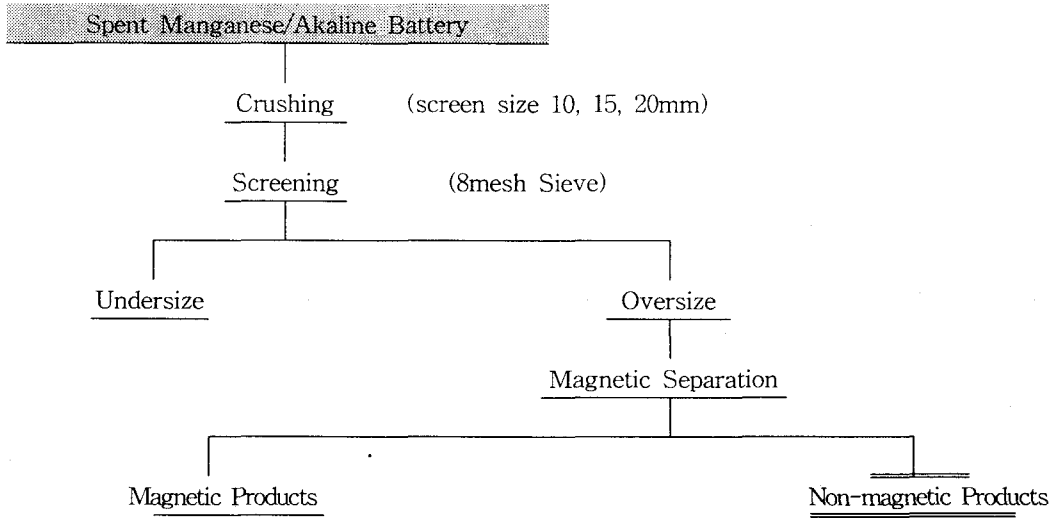 Spent Manganese/Akaline Battery
Crushing (screen size 10, 15, 20mm)
Screening (8mesh Sieve)
Undersize Oversize
Magnetic Separation
Magnetic Products Non-magnetic Products